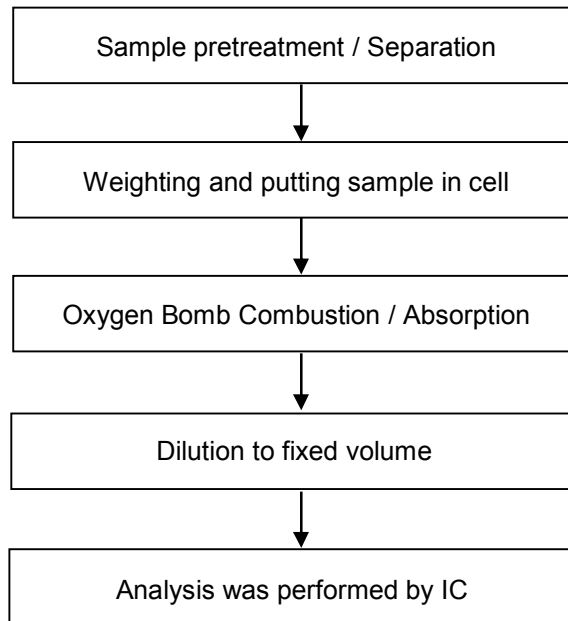 Sample pretreatment / Separation
Weighting and putting sample in cell
Oxygen Bomb Combustion / Absorption
Dilution to fixed volume
Analysis was performed by IC